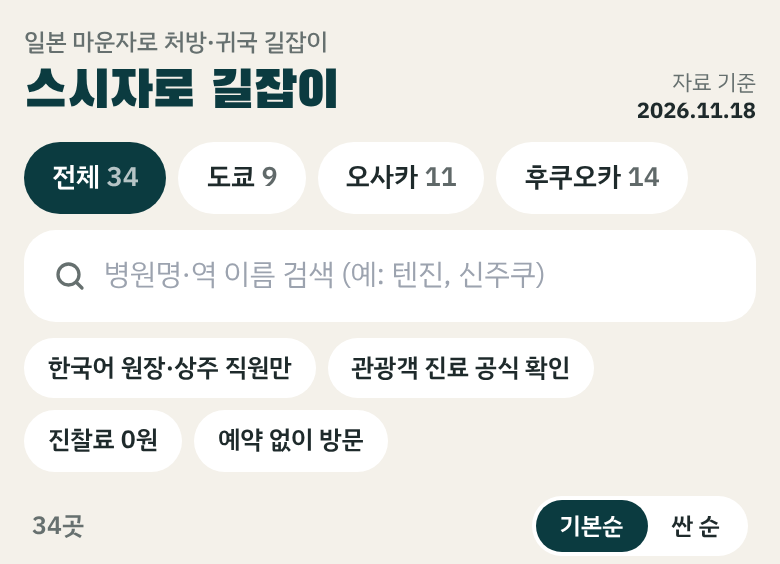 일본 마운자로 처방·귀국 길잡이
스시자로 길잡이
자료 기준
2026.11.18
전체 34
도쿄 9
오사카 11
후쿠오카 14
병원명·역 이름 검색 (예: 텐진, 신주쿠)
한국어 원장·상주 직원만
관광객 진료 공식 확인
진찰료 0원
예약 없이 방문
34곳
기본순
싼 순